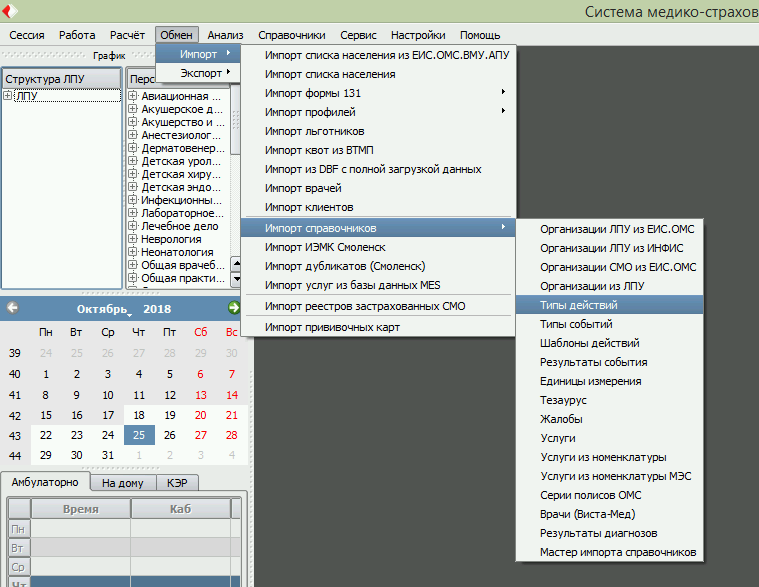 Система медико-страхов
Сессия Работа Расчёт Обмен Анализ Справочники Сервис Настройки Помощь
График
Импорт
Экспорт
Структура ЛПУ
ЛПУ
Перс
Авиационная ...
Акушерское д...
Акушерство и ...
Анестезиолог...
Дерматовенер...
Детская урол...
Детская хиру...
Детская эндо...
Инфекционны...
Лабораторное...
Лечебное дело
Неврология
Неонатология
Общая врачеб...
Общая практи...
Импорт списка населения из ЕИС.ОМС.ВМУ.АПУ
Импорт списка населения
Импорт формы 131
Импорт профилей
Импорт льготников
Импорт квот из ВТМП
Импорт из DBF с полной загрузкой данных
Импорт врачей
Импорт клиентов
Импорт справочников
Импорт ИЭМК Смоленск
Импорт дубликатов (Смоленск)
Импорт услуг из базы данных MES
Импорт реестров застрахованных СМО
Импорт прививочных карт
Организации ЛПУ из ЕИС.ОМС
Организации ЛПУ из ИНФИС
Организации СМО из ЕИС.ОМС
Организации из ЛПУ
Типы действий
Типы событий
Шаблоны действий
Результаты события
Единицы измерения
Тезаурус
Жалобы
Услуги
Услуги из номенклатуры
Услуги из номенклатуры МЭС
Серии полисов ОМС
Врачи (Виста-Мед)
Результаты диагнозов
Мастер импорта справочников
Октябрь, 2018
Пн Вт Ср Чт Пт Сб Вс
39 24 25 26 27 28 29 30
40 1 2 3 4 5 6 7
41 8 9 10 11 12 13 14
42 15 16 17 18 19 20 21
43 22 23 24 25 26 27 28
44 29 30 31 1 2 3 4
Амбулаторно На дому КЭР
Время Каб
Пн
Вт
Ср
Чт